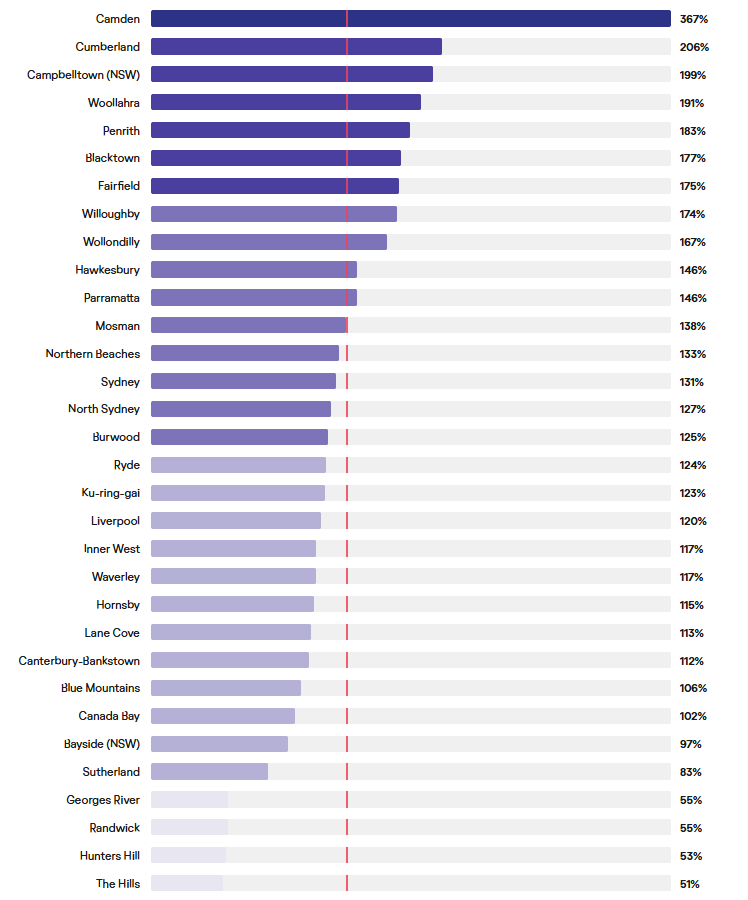 Camden 367%
Cumberland 206%
Campbelltown (NSW) 199%
Woollahra 191%
Penrith 183%
Blacktown 177%
Fairfield 175%
Willoughby 174%
Wollondilly 167%
Hawkesbury 146%
Parramatta 146%
Mosman 138%
Northern Beaches 133%
Sydney 131%
North Sydney 127%
Burwood 125%
Ryde 124%
Ku-ring-gai 123%
Liverpool 120%
Inner West 117%
Waverley 117%
Hornsby 115%
Lane Cove 113%
Canterbury-Bankstown 112%
Blue Mountains 106%
Canada Bay 102%
Bayside (NSW) 97%
Sutherland 83%
Georges River 55%
Randwick 55%
Hunters Hill 53%
The Hills 51%